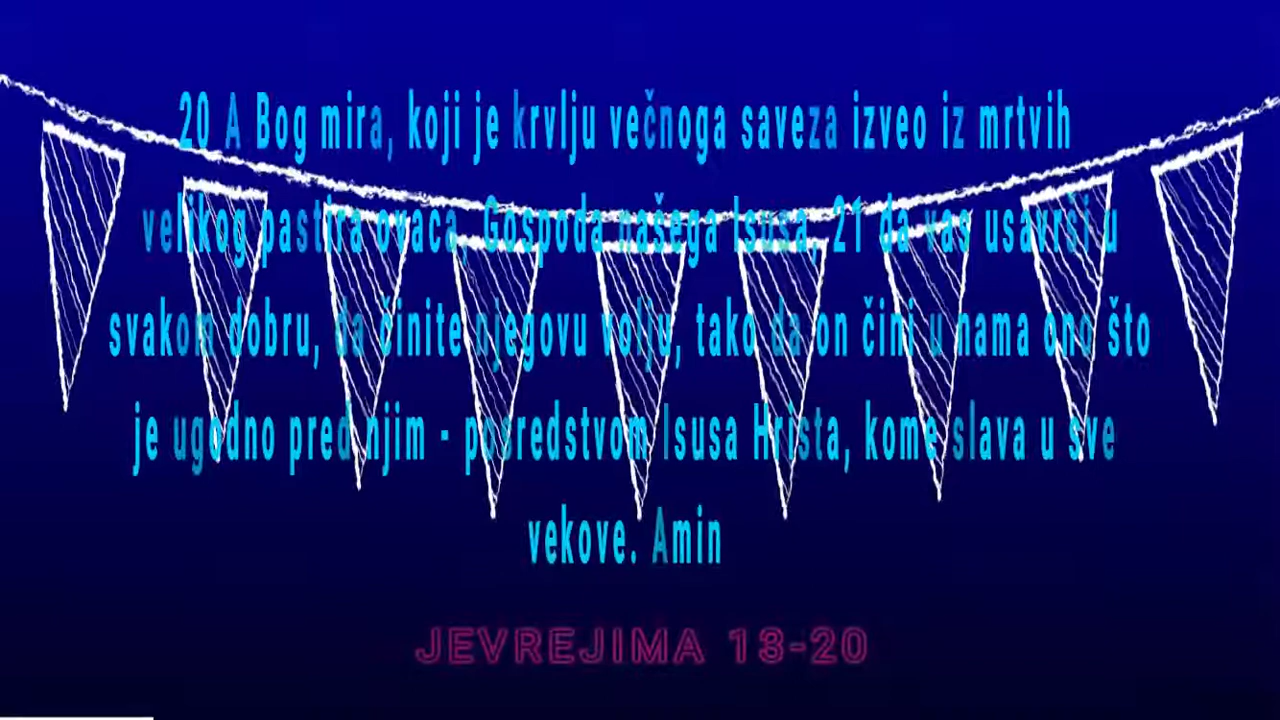 20 A Bog mira, koji je krvlju večnoga saveza izveo iz mrtvih
velikog pastira ovaca, Gospoda našega Isusa, 21 da vas usavrši u
svakom dobru, da činite njegovu volju, tako da on čini u nama ono što
je ugodno pred njim - posredstvom Isusa Hrista, kome slava u sve
vekove. Amin
JEVREJIMA 13-20